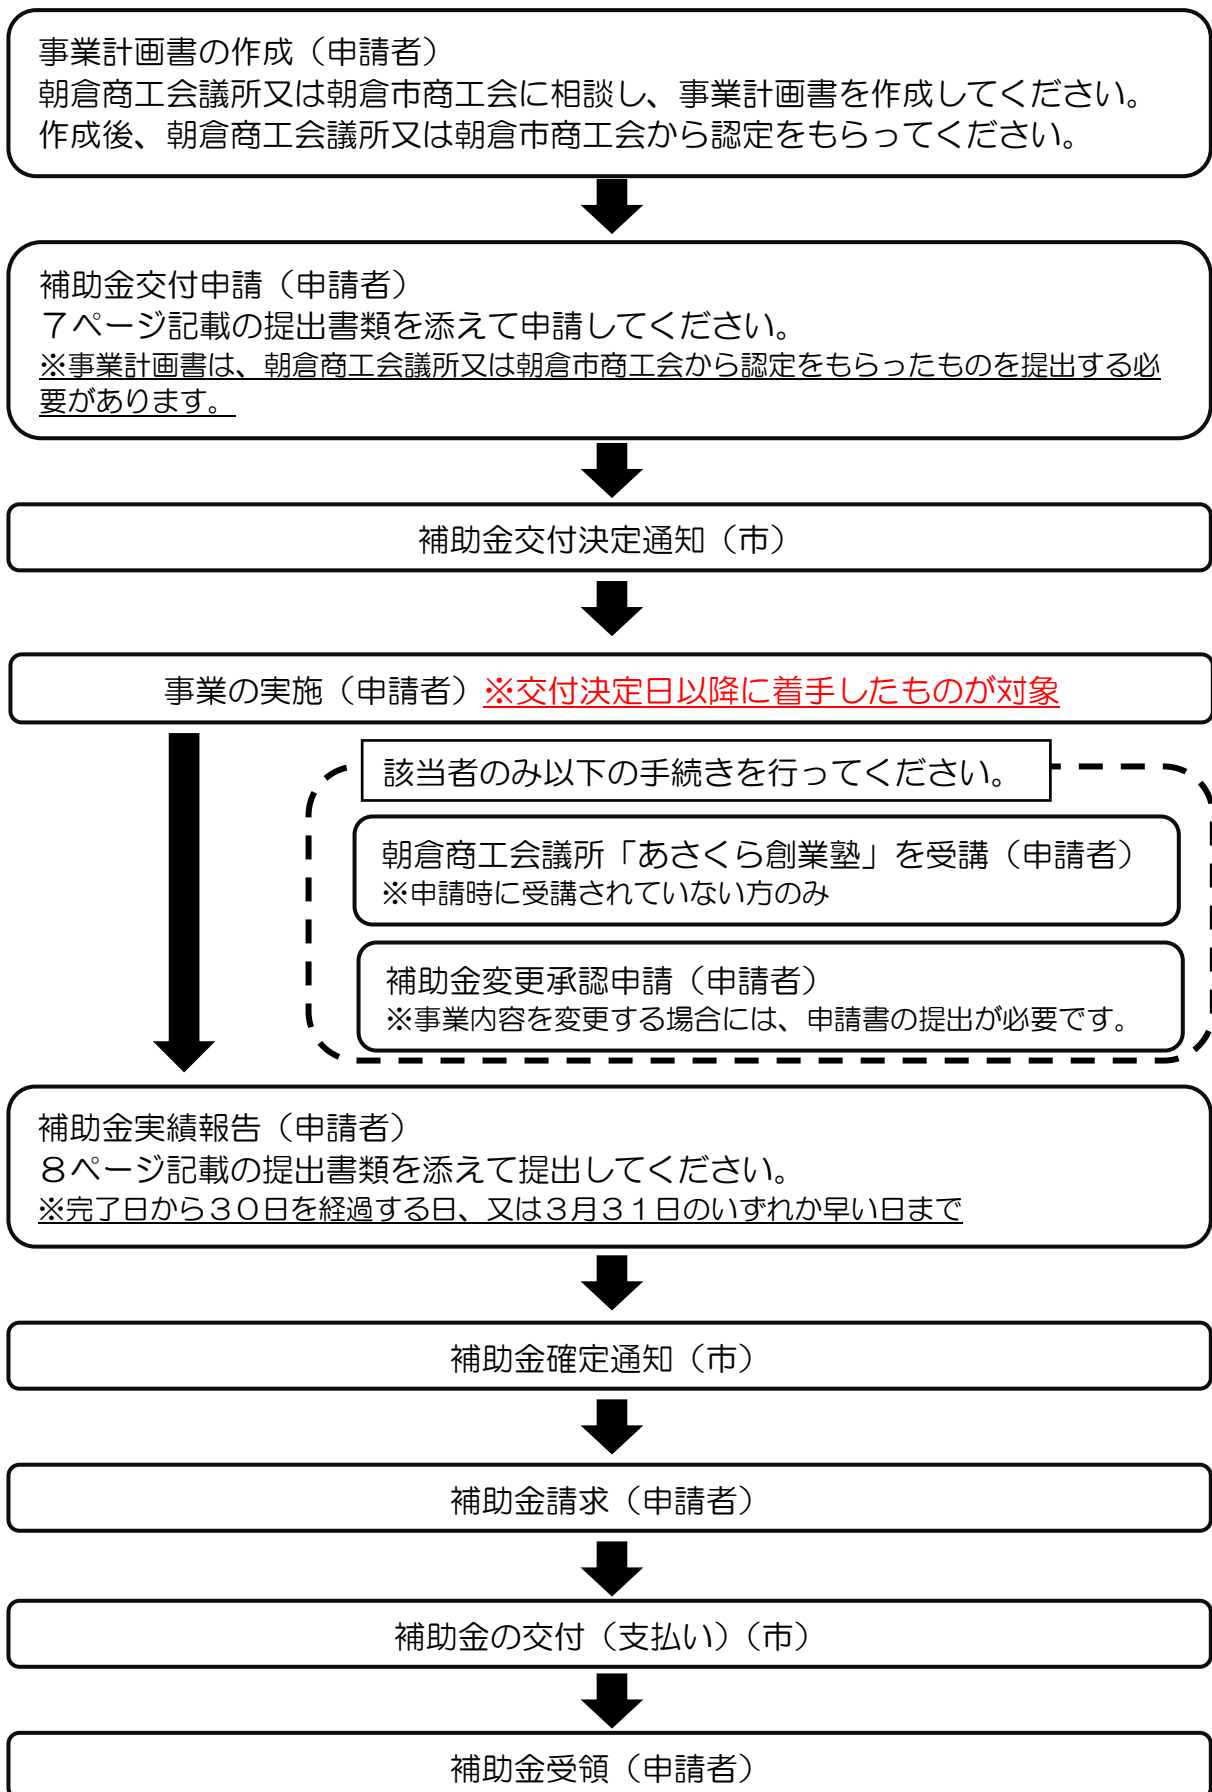 事業計画書の作成（申請者）
朝倉商工会議所又は朝倉市商工会に相談し、事業計画書を作成してください。
作成後、朝倉商工会議所又は朝倉市商工会から認定をもらってください。
補助金交付申請（申請者）
７ページ記載の提出書類を添えて申請してください。
※事業計画書は、朝倉商工会議所又は朝倉市商工会から認定をもらったものを提出する必
要があります。
補助金交付決定通知（市）
事業の実施（申請者）※交付決定日以降に着手したものが対象
該当者のみ以下の手続きを行ってください。
朝倉商工会議所「あさくら創業塾」を受講（申請者）
※申請時に受講されていない方のみ
補助金変更承認申請（申請者）
※事業内容を変更する場合には、申請書の提出が必要です。
補助金実績報告（申請者）
８ページ記載の提出書類を添えて提出してください。
※完了日から３０日を経過する日、又は３月３１日のいずれか早い日まで
補助金確定通知（市）
補助金請求（申請者）
補助金の交付（支払い）（市）
補助金受領（申請者）